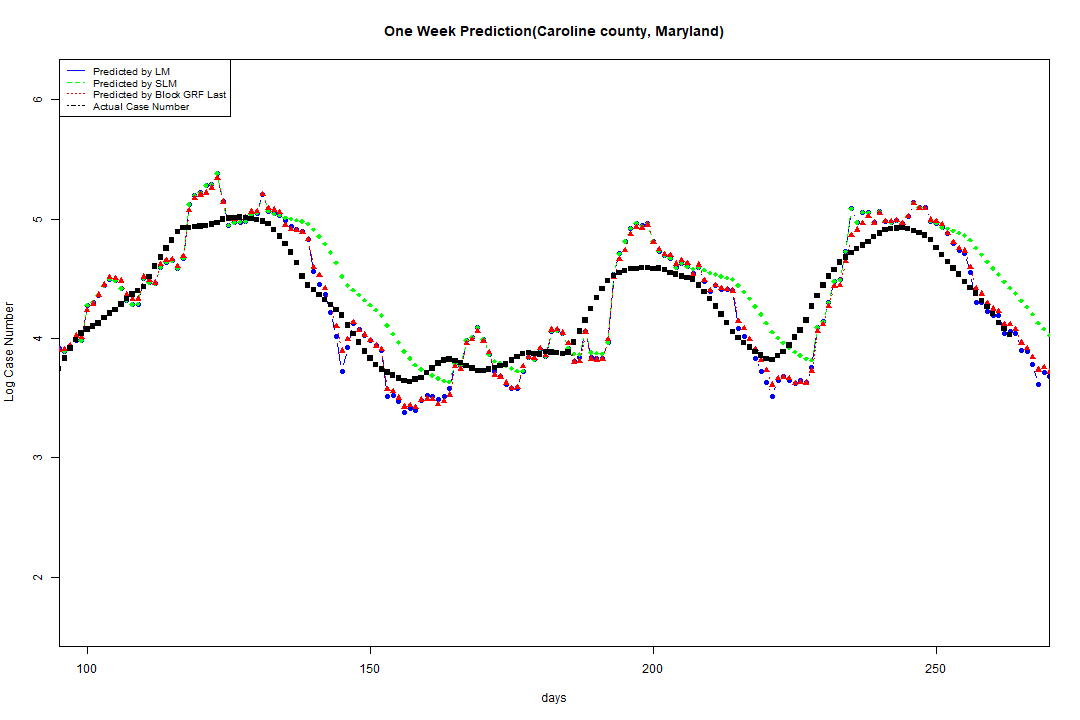 One Week Prediction(Caroline county, Maryland)
Predicted by LM
Predicted by SLM
Predicted by Block GRF Last
Actual Case Number
6
5
4
3
2
Log Case Number
100 150 200 250
days